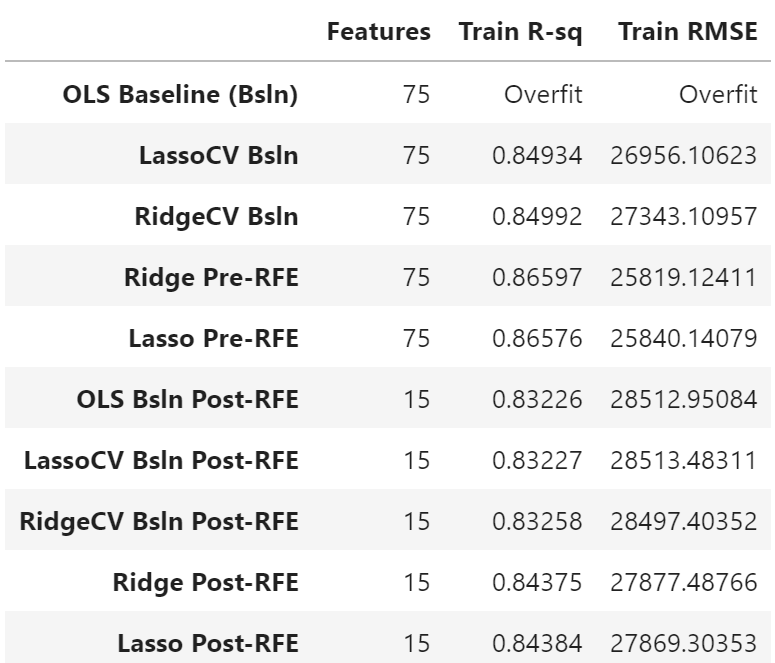 Features Train R-sq Train RMSE
OLS Baseline (Bsln) 75 Overfit Overfit
LassoCV Bsln 75 0.84934 26956.10623
RidgeCV Bsln 75 0.84992 27343.10957
Ridge Pre-RFE 75 0.86597 25819.12411
Lasso Pre-RFE 75 0.86576 25840.14079
OLS Bsln Post-RFE 15 0.83226 28512.95084
LassoCV Bsln Post-RFE 15 0.83227 28513.48311
RidgeCV Bsln Post-RFE 15 0.83258 28497.40352
Ridge Post-RFE 15 0.84375 27877.48766
Lasso Post-RFE 15 0.84384 27869.30353